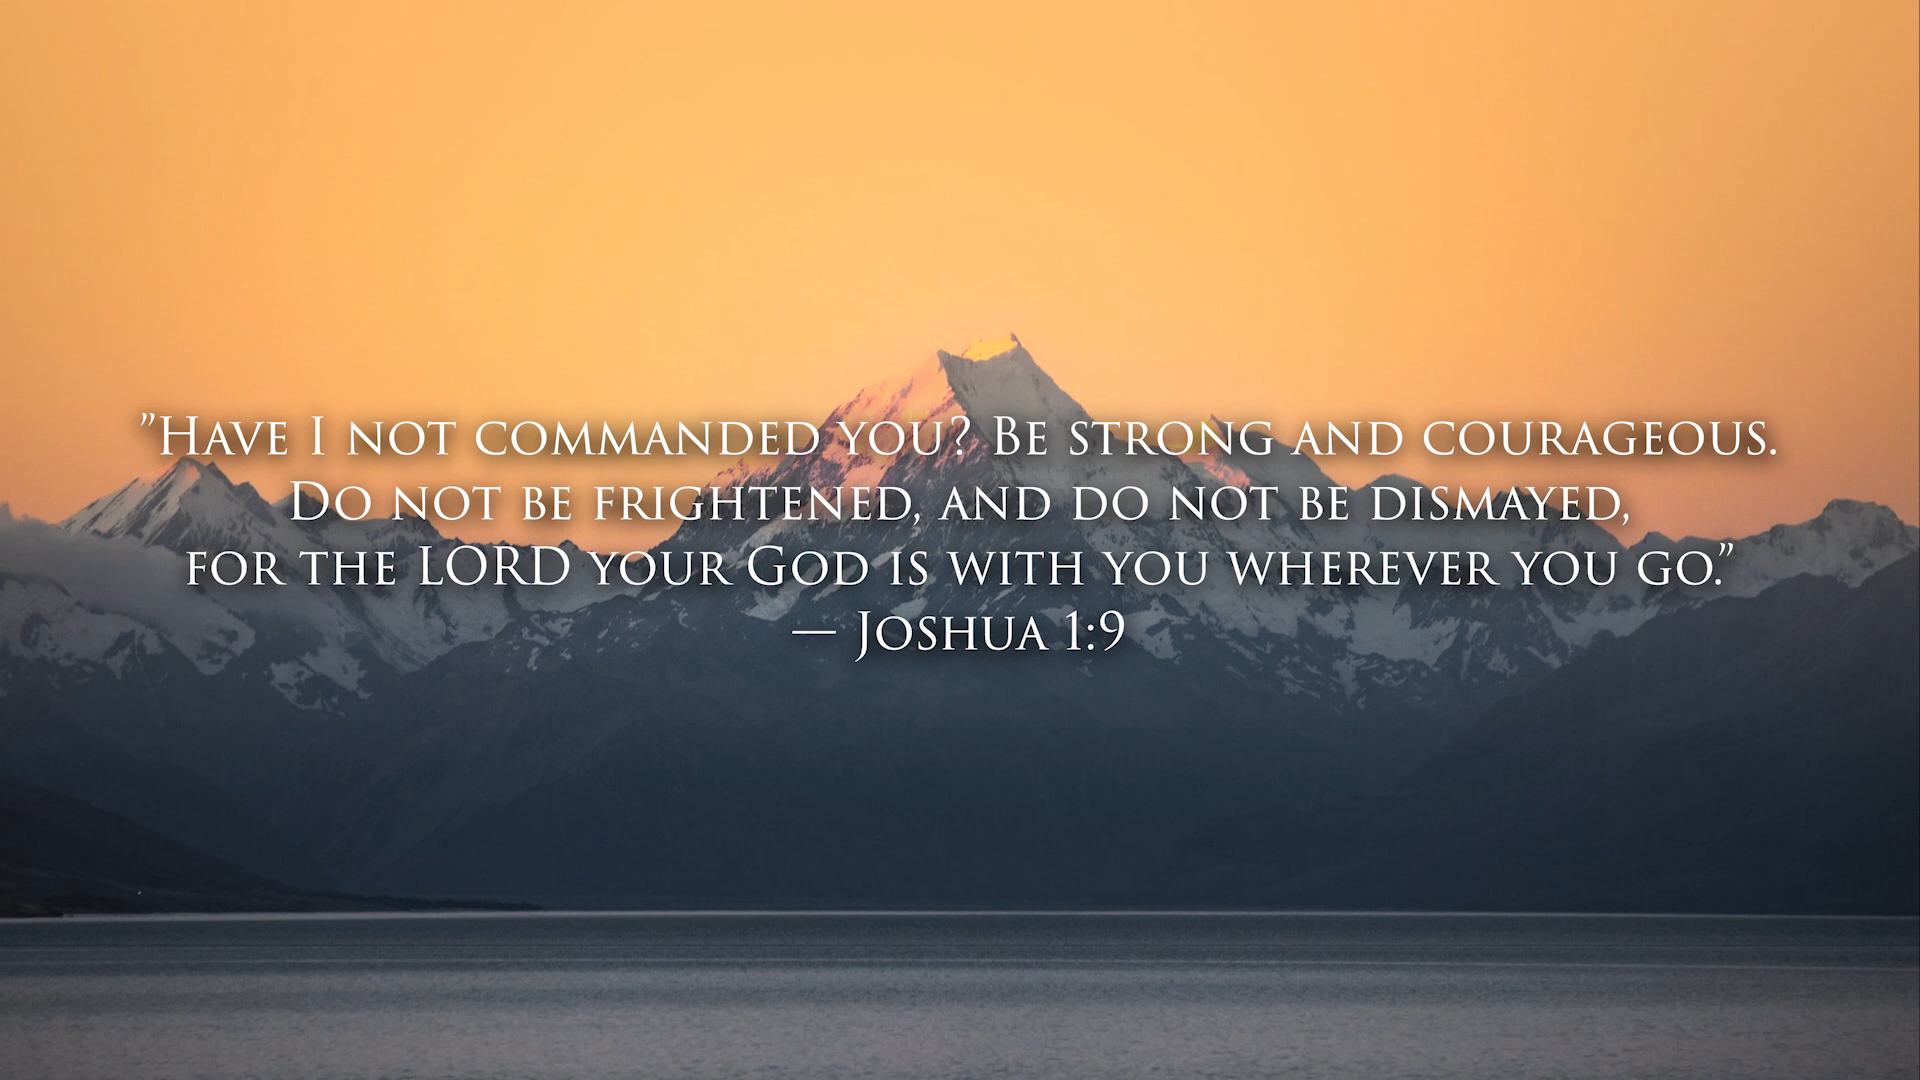 ”Have I not commanded you? Be strong and courageous.
Do not be frightened, and do not be dismayed,
for the LORD your God is with you wherever you go.”
— Joshua 1:9